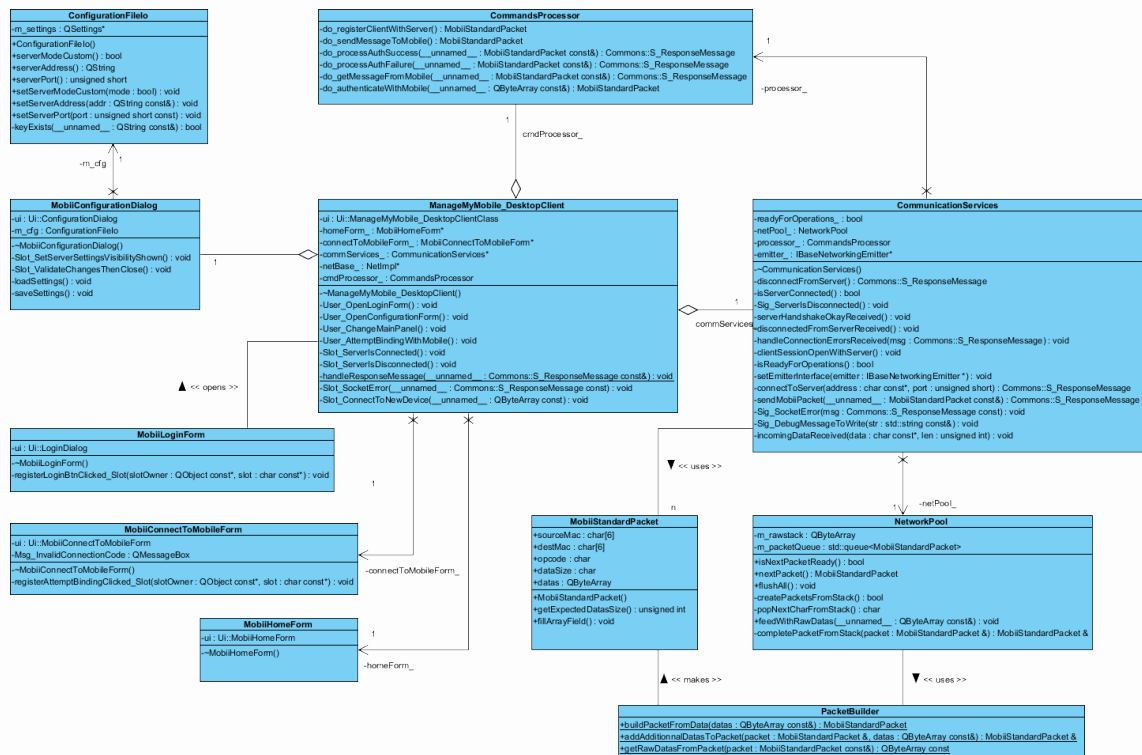 ConfigurationFileIo
-m_settings : QSettings*
+ConfigurationFileIo()
+serverModeCustom() : bool
+serverAddress() : QString
+serverPort() : unsigned short
+setServerModeCustom(mode : bool) : void
+setServerAddress(addr : QString const&) : void
+setServerPort(port : unsigned short const) : void
-keyExists(__unnamed__ : QString const&) : bool
CommandsProcessor
-do_registerClientWithServer() : MobiiStandardPacket
-do_sendMessageToMobile() : MobiiStandardPacket
-do_processAuthSuccess(__unnamed__ : MobiiStandardPacket const&) : Commons::S_ResponseMessage
-do_processAuthFailure(__unnamed__ : MobiiStandardPacket const&) : Commons::S_ResponseMessage
-do_getMessageFromMobile(__unnamed__ : MobiiStandardPacket const&) : Commons::S_ResponseMessage
-do_authenticateWithMobile(__unnamed__ : QByteArray const&) : MobiiStandardPacket
1
-processor_
1
cmdProcessor_
-m_cfg
1
MobiiConfigurationDialog
-ui : Ui::ConfigurationDialog
-m_cfg : ConfigurationFileIo
-~MobiiConfigurationDialog()
-Slot_SetServerSettingsVisibilityShown() : void
-Slot_ValidateChangesThenClose() : void
-loadSettings() : void
-saveSettings() : void
1
ManageMyMobile_DesktopClient
-ui : Ui::ManageMyMobile_DesktopClientClass
-homeForm_ : MobiiHomeForm*
-connectToMobileForm_ : MobiiConnectToMobileForm*
-commServices_ : CommunicationServices*
-netBase_ : NetImpl*
-cmdProcessor_ : CommandsProcessor
-~ManageMyMobile_DesktopClient()
-User_OpenLoginForm() : void
-User_OpenConfigurationForm() : void
-User_ChangeMainPanel() : void
-User_AttemptBindingWithMobile() : void
-Slot_ServerIsConnected() : void
-Slot_ServerIsDisconnected() : void
-handleResponseMessage(__unnamed__ : Commons::S_ResponseMessage const&) : void
-Slot_SocketError(__unnamed__ : Commons::S_ResponseMessage const) : void
-Slot_ConnectToNewDevice(__unnamed__ : QByteArray const) : void
1
commServices_
CommunicationServices
-readyForOperations_ : bool
-netPool_ : NetworkPool
-processor_ : CommandsProcessor
-emitter_ : IBaseNetworkingEmitter*
-~CommunicationServices()
-disconnectFromServer() : Commons::S_ResponseMessage
-isServerConnected() : bool
-Sig_ServerIsDisconnected() : void
-serverHandshakeOkayReceived() : void
-disconnectedFromServerReceived() : void
-handleConnectionErrorsReceived(msg : Commons::S_ResponseMessage) : void
-clientSessionOpenWithServer() : void
-isReadyForOperations() : bool
-setEmitterInterface(emitter : IBaseNetworkingEmitter*) : void
-connectToServer(address : char const*, port : unsigned short) : Commons::S_ResponseMessage
-sendMobiiPacket(__unnamed__ : MobiiStandardPacket const&) : Commons::S_ResponseMessage
-Sig_SocketError(msg : Commons::S_ResponseMessage const) : void
-Sig_DebugMessageToWrite(str : std::string const&) : void
-incomingDataReceived(data : char const*, len : unsigned int) : void
<< opens >>
MobiiLoginForm
-ui : Ui::LoginDialog
-~MobiiLoginForm()
-registerLoginBtnClicked_Slot(slotOwner : QObject const*, slot : char const*) : void
<< uses >>
n
1
-netPool_
1
MobiiConnectToMobileForm
-ui : Ui::MobiiConnectToMobileForm
-Msg_InvalidConnectionCode : QMessageBox
-~MobiiConnectToMobileForm()
-registerAttemptBindingClicked_Slot(slotOwner : QObject const*, slot : char const*) : void
-connectToMobileForm_
MobiiStandardPacket
+sourceMac : char[6]
+destMac : char[6]
+opcode : char
+dataSize : char
+datas : QByteArray
+MobiiStandardPacket()
+getExpectedDatasSize() : unsigned int
+fillArrayField() : void
NetworkPool
-m_rawstack : QByteArray
-m_packetQueue : std::queue<MobiiStandardPacket>
+isNextPacketReady() : bool
+nextPacket() : MobiiStandardPacket
+flushAll() : void
-createPacketsFromStack() : bool
-popNextCharFromStack() : char
+feedWithRawDatas(__unnamed__ : QByteArray const&) : void
-completePacketFromStack(packet : MobiiStandardPacket &) : MobiiStandardPacket &
MobiiHomeForm
-ui : Ui::MobiiHomeForm
-~MobiiHomeForm()
1
-homeForm_
<< makes >>
<< uses >>
PacketBuilder
+buildPacketFromData(datas : QByteArray const&) : MobiiStandardPacket
+addAdditionnalDatasToPacket(packet : MobiiStandardPacket &, datas : QByteArray const&) : MobiiStandardPacket &
+getRawDatasFromPacket(packet : MobiiStandardPacket const&) : QByteArray const